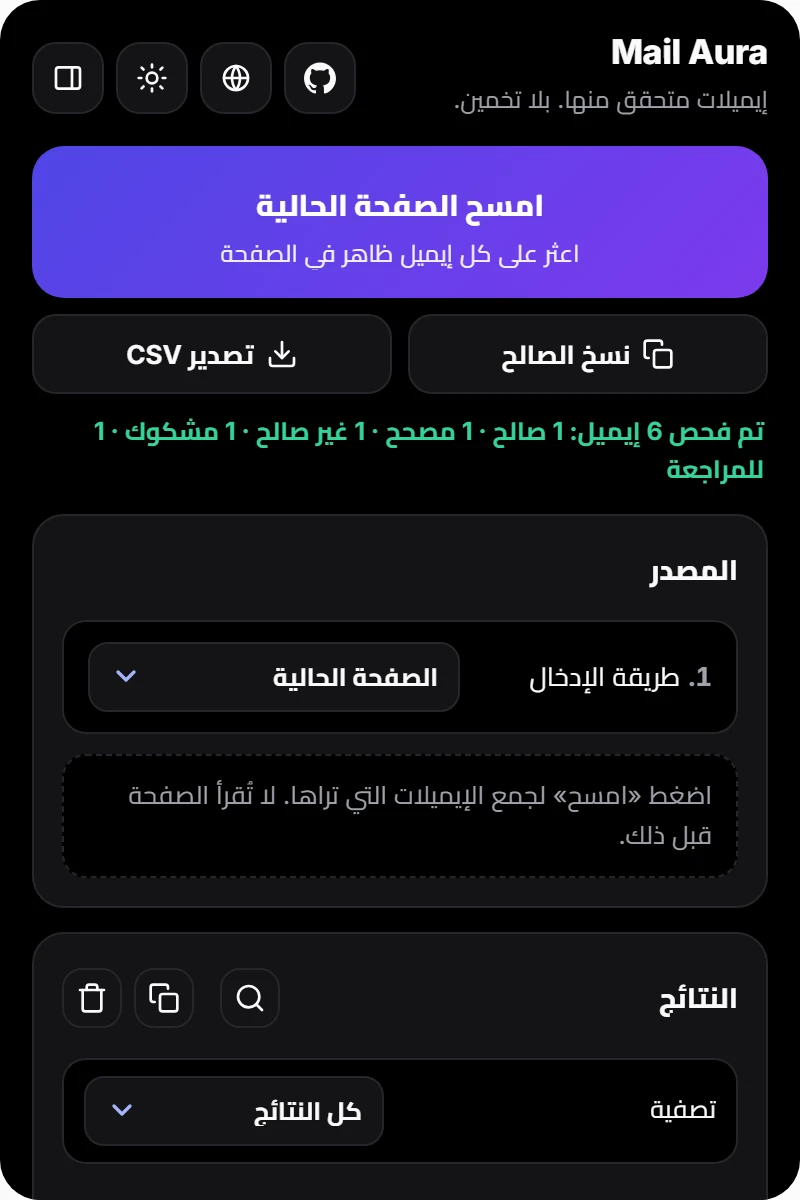 Mail Aura
إيميلات متحقق منها. بلا تخمين.
امسح الصفحة الحالية
اعثر على كل إيميل ظاهر في الصفحة
نسخ الصالح
تصدير CSV
تم فحص 6 إيميل: 1 صالح · 1 مصحح · 1 غير صالح · 1 مشكوك · 1
للمراجعة
المصدر
1. طريقة الإدخال
الصفحة الحالية
اضغط «امسح» لجمع الإيميلات التي تراها. لا تُقرأ الصفحة
قبل ذلك.
النتائج
تصفية
كل النتائج